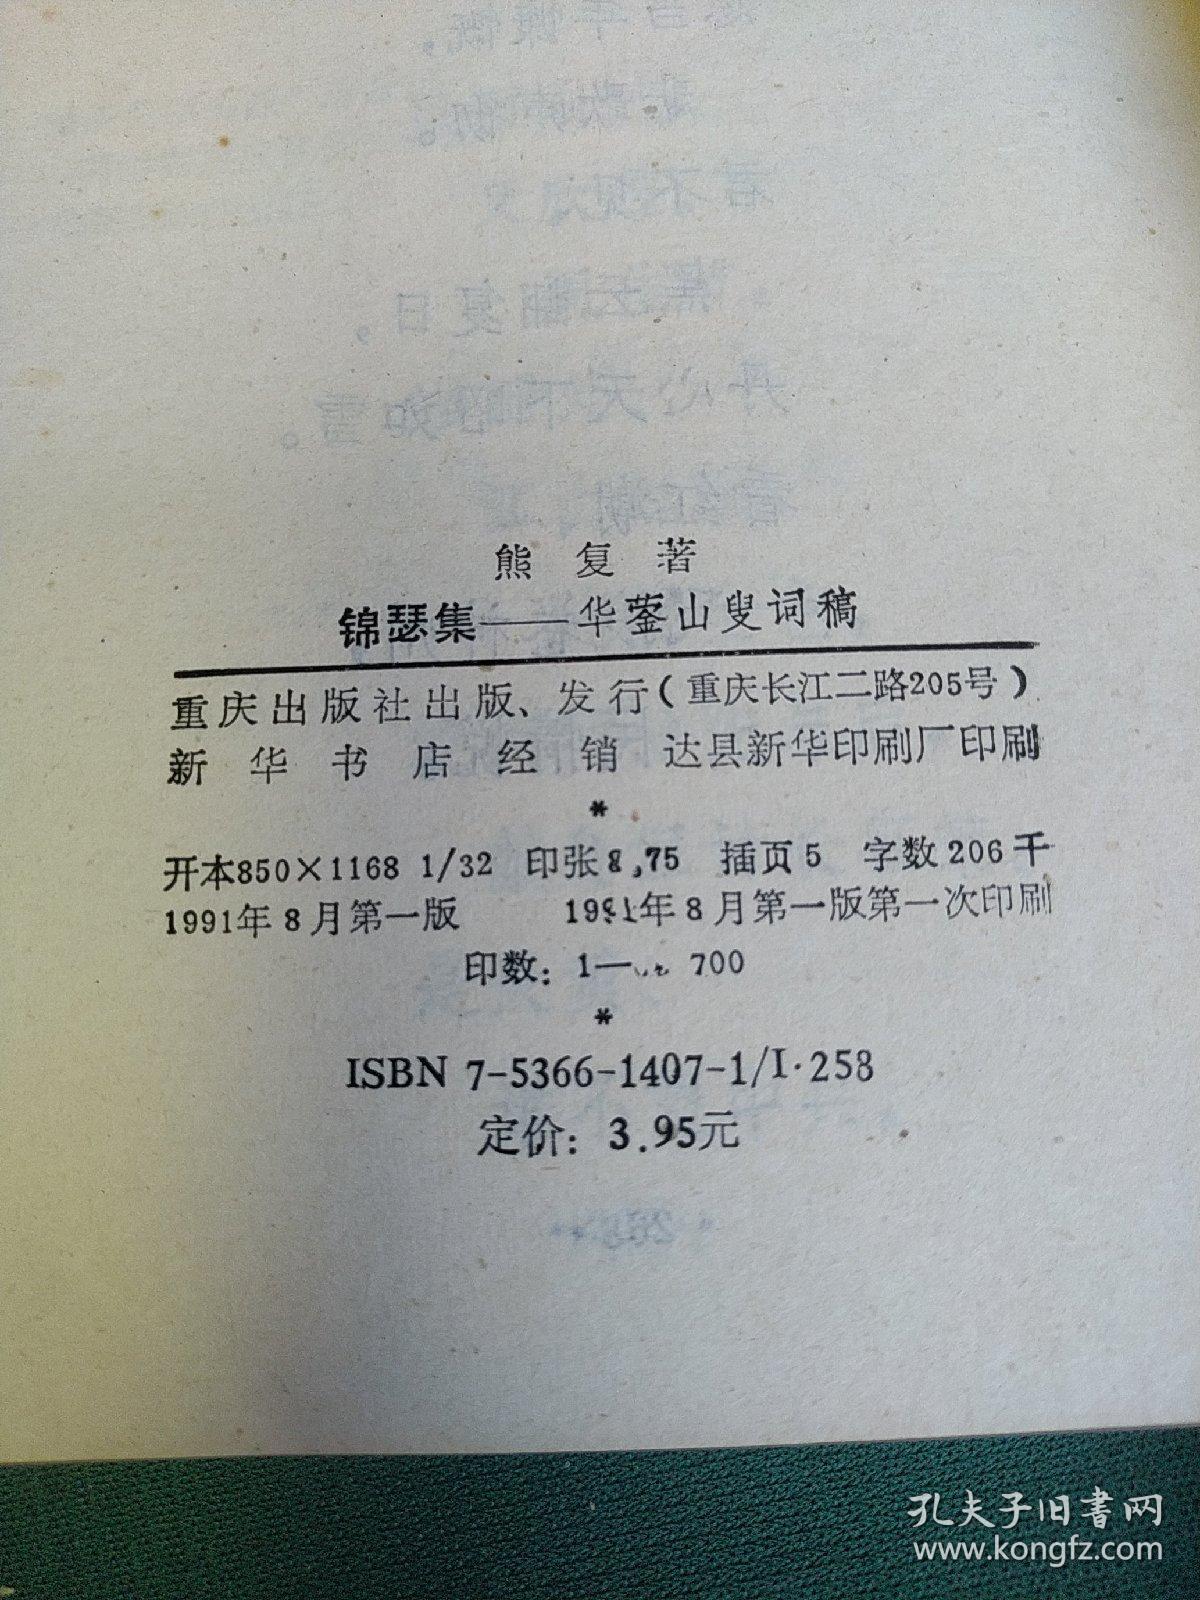 熊 复 著
锦瑟集——华蓥山叟词稿
重庆出版社出版、发行（重庆长江二路205号）
新 华 书 店 经 销 达县新华印刷厂印刷
*
开本850×1168 1/32 印张8.75 插页5 字数206千
1991年8月第一版 1991年8月第一版第一次印刷
印数：1— 700
*
ISBN 7-5366-1407-1/I·258
定价：3.95元
孔夫子旧书网
www.kongfz.com